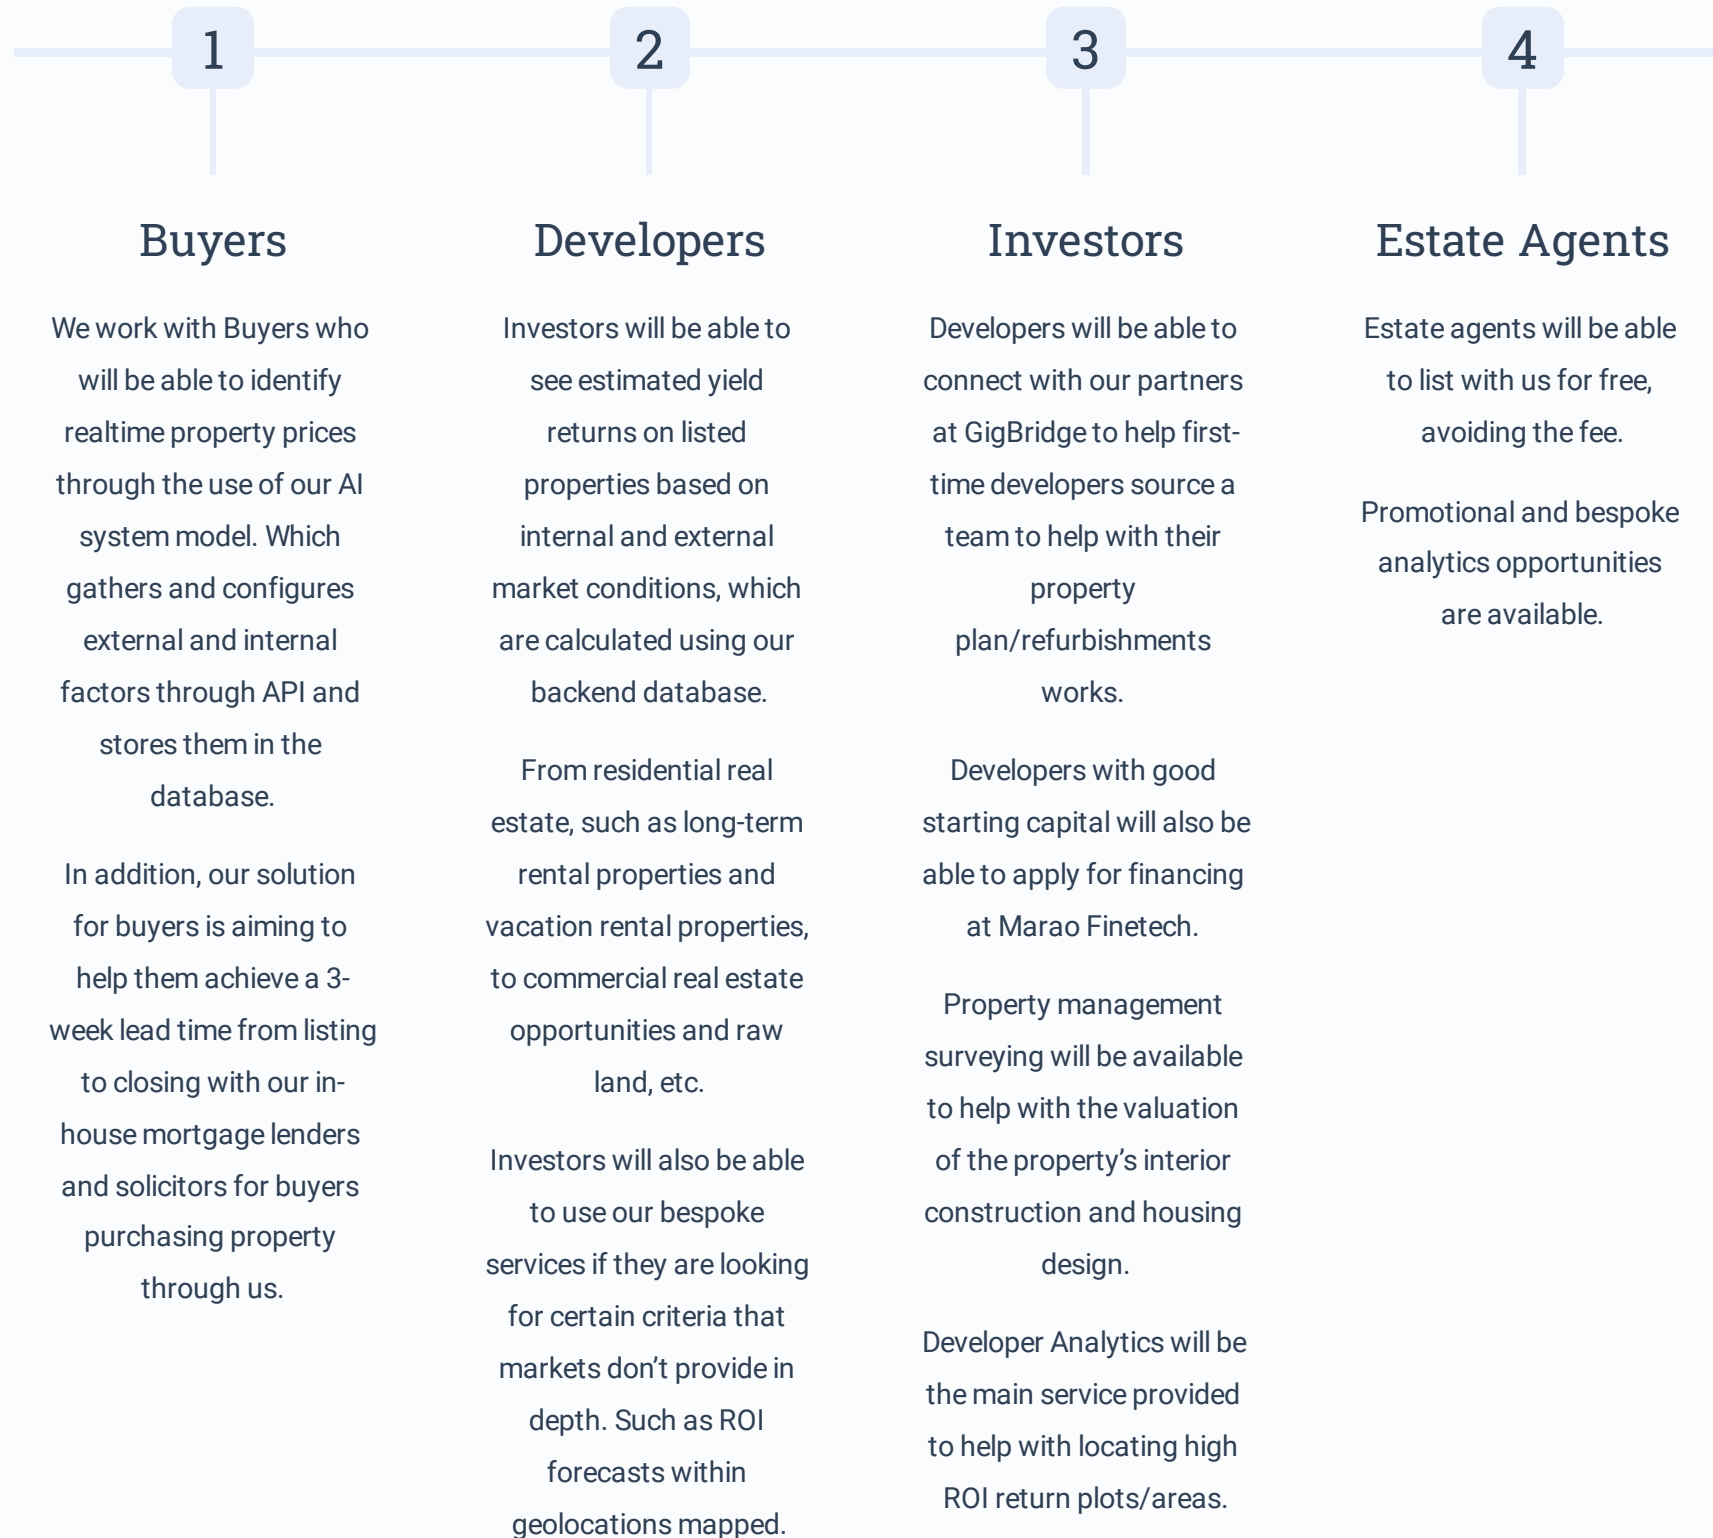 1
Buyers
We work with Buyers who
will be able to identify
realtime property prices
through the use of our AI
system model. Which
gathers and configures
external and internal
factors through API and
stores them in the
database.
In addition, our solution
for buyers is aiming to
help them achieve a 3-
week lead time from listing
to closing with our in-
house mortgage lenders
and solicitors for buyers
purchasing property
through us.
2
Developers
Investors will be able to
see estimated yield
returns on listed
properties based on
internal and external
market conditions, which
are calculated using our
backend database.
From residential real
estate, such as long-term
rental properties and
vacation rental properties,
to commercial real estate
opportunities and raw
land, etc.
Investors will also be able
to use our bespoke
services if they are looking
for certain criteria that
markets don’t provide in
depth. Such as ROI
forecasts within
geolocations mapped.
3
Investors
Developers will be able to
connect with our partners
at GigBridge to help first-
time developers source a
team to help with their
property
plan/refurbishments
works.
Developers with good
starting capital will also be
able to apply for financing
at Marao Finetech.
Property management
surveying will be available
to help with the valuation
of the property’s interior
construction and housing
design.
Developer Analytics will be
the main service provided
to help with locating high
ROI return plots/areas.
4
Estate Agents
Estate agents will be able
to list with us for free,
avoiding the fee.
Promotional and bespoke
analytics opportunities
are available.